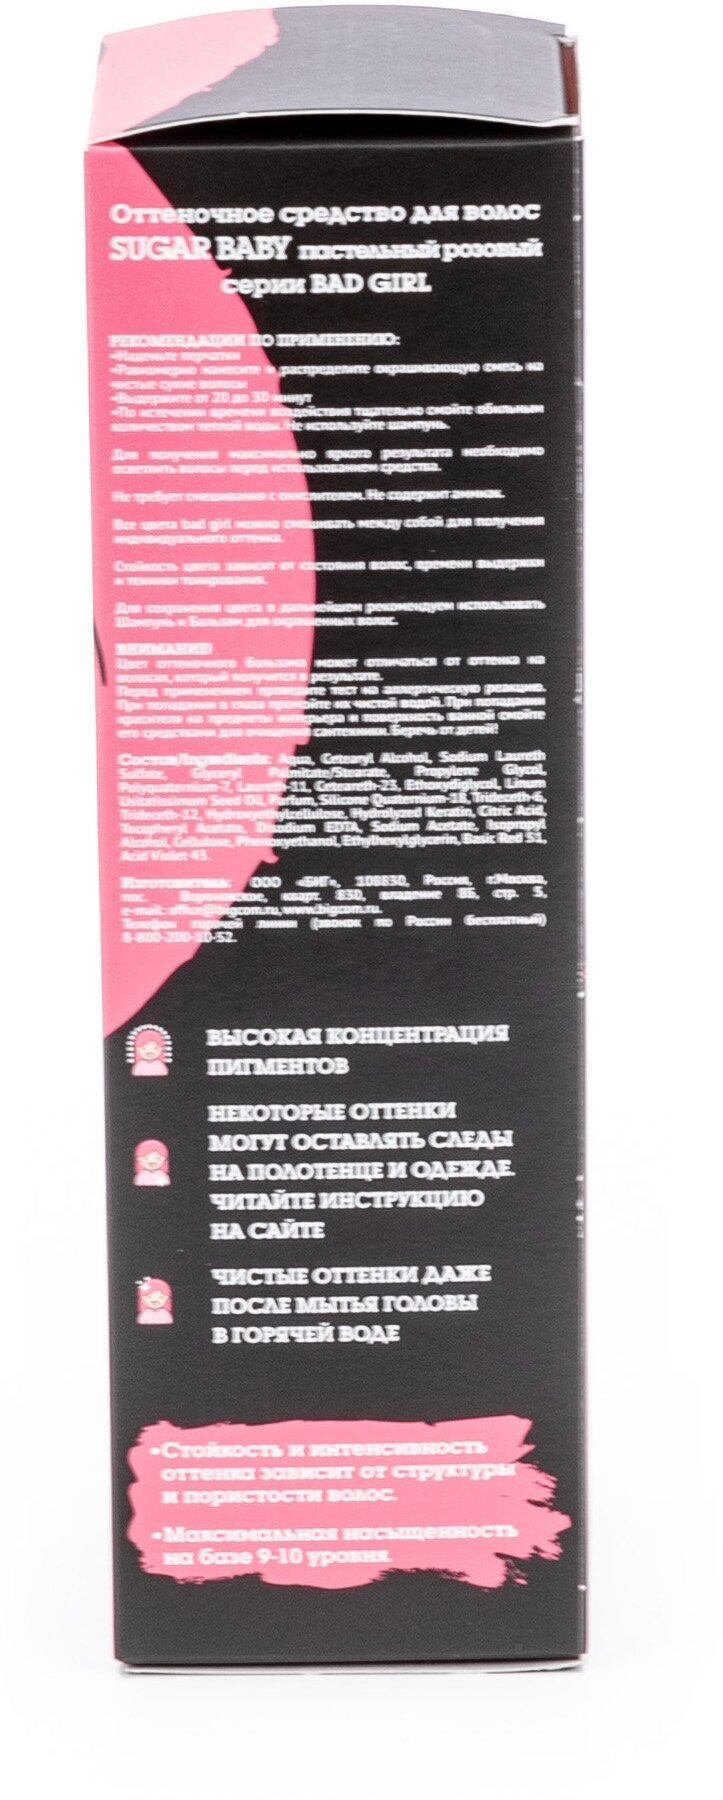 Оттеночное средство для волос
SUGAR BABY пастельный розовый
серии BAD GIRL
РЕКОМЕНДАЦИИ ПО ПРИМЕНЕНИЮ:
•Наденьте перчатки
•Равномерно нанесите и распределите окрашивающую смесь на
чистые сухие волосы
•Выдержите от 20 до 30 минут
•По истечении времени воздействия тщательно смойте обильным
количеством теплой воды. Не используйте шампунь.
Для получения максимально яркого результата необходимо
осветлить волосы перед использованием средства.
Не требует смешивания с окислителем. Не содержит аммиак.
Все цвета bad girl можно смешивать между собой для получения
индивидуального оттенка.
Стойкость цвета зависит от состояния волос, времени выдержки
и техники тонирования.
Для сохранения цвета в дальнейшем рекомендуем использовать
Шампунь и Бальзам для окрашенных волос.
ВНИМАНИЕ!
Цвет оттеночного бальзама может отличаться от оттенка на
волосах, который получится в результате.
Перед применением проведите тест на аллергическую реакцию.
При попадании в глаза промойте их чистой водой. При попадании
красителя на предметы интерьера и поверхность ванной смойте
его средствами для очищения сантехники. Беречь от детей!
Состав/Ingredients: Aqua, Cetearyl Alcohol, Sodium Laureth
Sulfate, Glyceryl Palmitate/Stearate, Propylene Glycol,
Polyquaternium-7, Laureth-11, Ceteareth-23, Ethoxydiglycol, Linum
Usitatissimum Seed Oil, Parfum, Silicone Quaternium-18, Trideceth-6,
Trideceth-12, Hydroxyethylcellulose, Hydrolyzed Keratin, Citric Acid,
Tocopheryl Acetate, Disodium EDTA, Sodium Acetate, Isopropyl
Alcohol, Cellulose, Phenoxyethanol, Ethylhexylglycerin, Basic Red 51,
Acid Violet 43.
Изготовитель: ООО «БИГ», 108830, Россия, г.Москва,
пос. Вороновское, кварт. 830, владение 8Б, стр. 5,
e-mail: office@bigcom.ru, www.bigcom.ru.
Телефон горячей линии (звонок по России бесплатный)
8-800-200-10-52.
ВЫСОКАЯ КОНЦЕНТРАЦИЯ
ПИГМЕНТОВ
НЕКОТОРЫЕ ОТТЕНКИ
МОГУТ ОСТАВЛЯТЬ СЛЕДЫ
НА ПОЛОТЕНЦЕ И ОДЕЖДЕ.
ЧИТАЙТЕ ИНСТРУКЦИЮ
НА САЙТЕ
ЧИСТЫЕ ОТТЕНКИ ДАЖЕ
ПОСЛЕ МЫТЬЯ ГОЛОВЫ
В ГОРЯЧЕЙ ВОДЕ
•Стойкость и интенсивность
оттенка зависит от структуры
и пористости волос.
•Максимальная насыщенность
на базе 9-10 уровня.